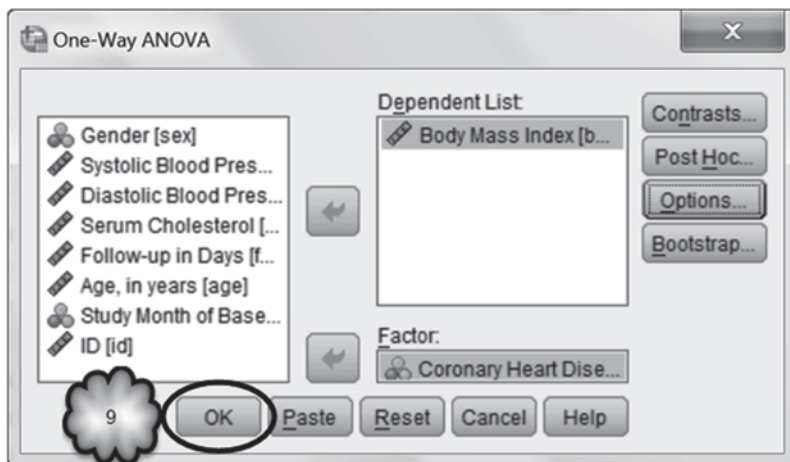 One-Way ANOVA
Gender [sex]
Systolic Blood Pres...
Diastolic Blood Pres...
Serum Cholesterol [...
Follow-up in Days [f...
Age, in years [age]
Study Month of Base...
ID [id]
Dependent List:
Body Mass Index [b...
Factor:
Coronary Heart Dise...
Contrasts...
Post Hoc...
Options...
Bootstrap...
9
OK
Paste
Reset
Cancel
Help